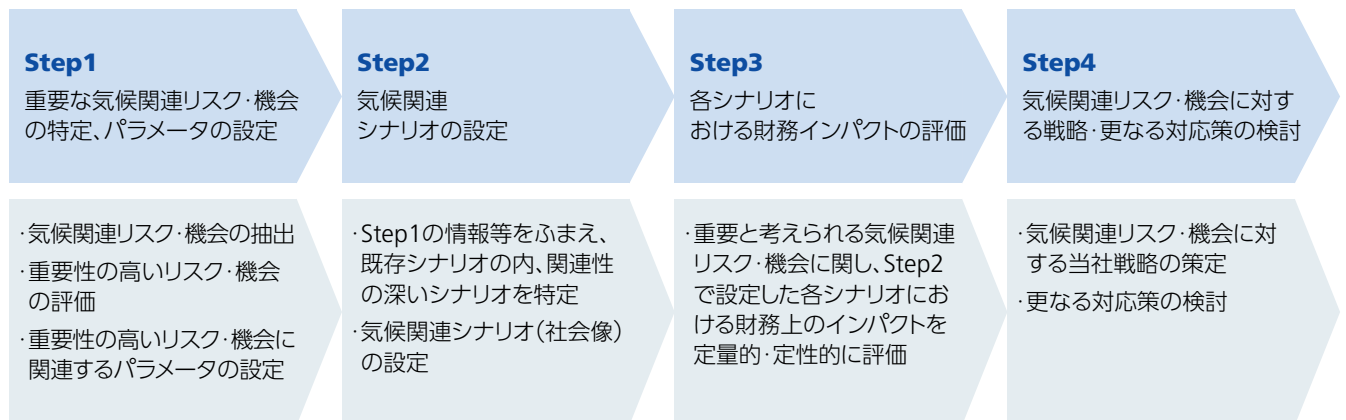 Step1
重要な気候関連リスク·機会
の特定、パラメータの設定
Step2
気候関連
シナリオの設定
Step3
各シナリオに
おける財務インパクトの評価
Step4
気候関連リスク·機会に対す
る戦略·更なる対応策の検討
·気候関連リスク·機会の抽出
·重要性の高いリスク·機会
の評価
·重要性の高いリスク·機会に
関連するパラメータの設定
·Step1の情報等をふまえ、
既存シナリオの内、関連性
の深いシナリオを特定
·気候関連シナリオ（社会像）
の設定
·重要と考えられる気候関連
リスク·機会に関し、Step2
で設定した各シナリオにお
ける財務上のインパクトを
定量的·定性的に評価
·気候関連リスク·機会に対
する当社戦略の策定
·更なる対応策の検討